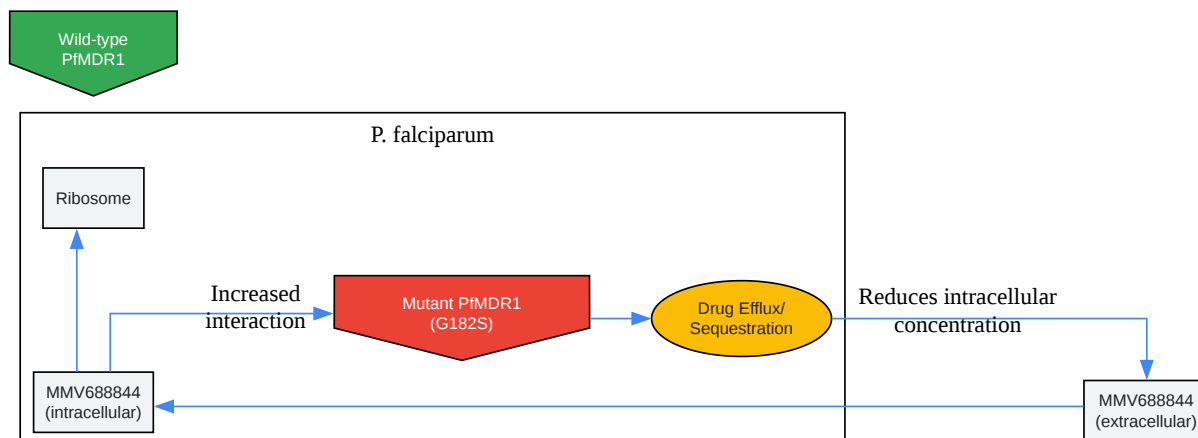 Wild-type
PfMDR1
P. falciparum
Ribosome
Increased
interaction
Mutant PfMDR1
(G182S)
Drug Efflux/
Sequestration
Reduces intracellular
concentration
MMV688844
(intracellular)
MMV688844
(extracellular)